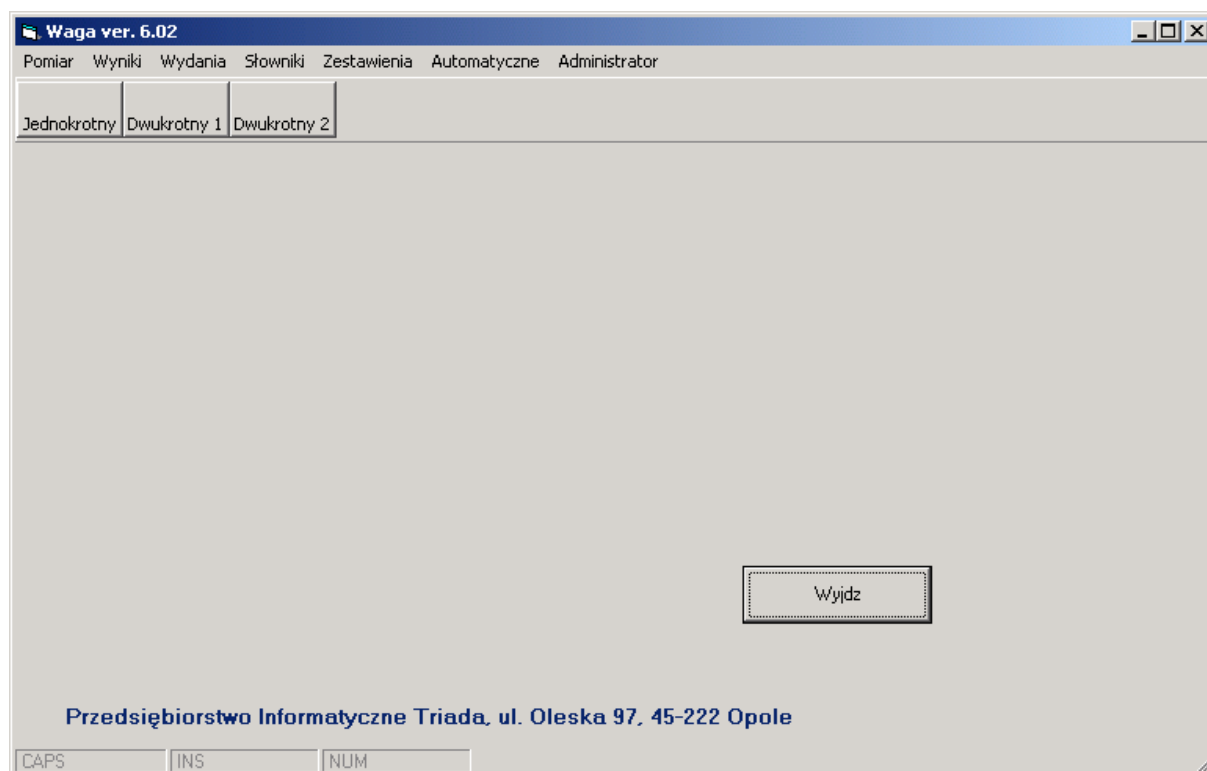 Waga ver. 6.02
Pomiar Wyniki Wydania Słowniki Zestawienia Automatyczne Administrator
Jednokrotny Dwukrotny 1 Dwukrotny 2
Wyjdz
Przedsiębiorstwo Informatyczne Triada, ul. Oleska 97, 45-222 Opole
CAPS INS NUM